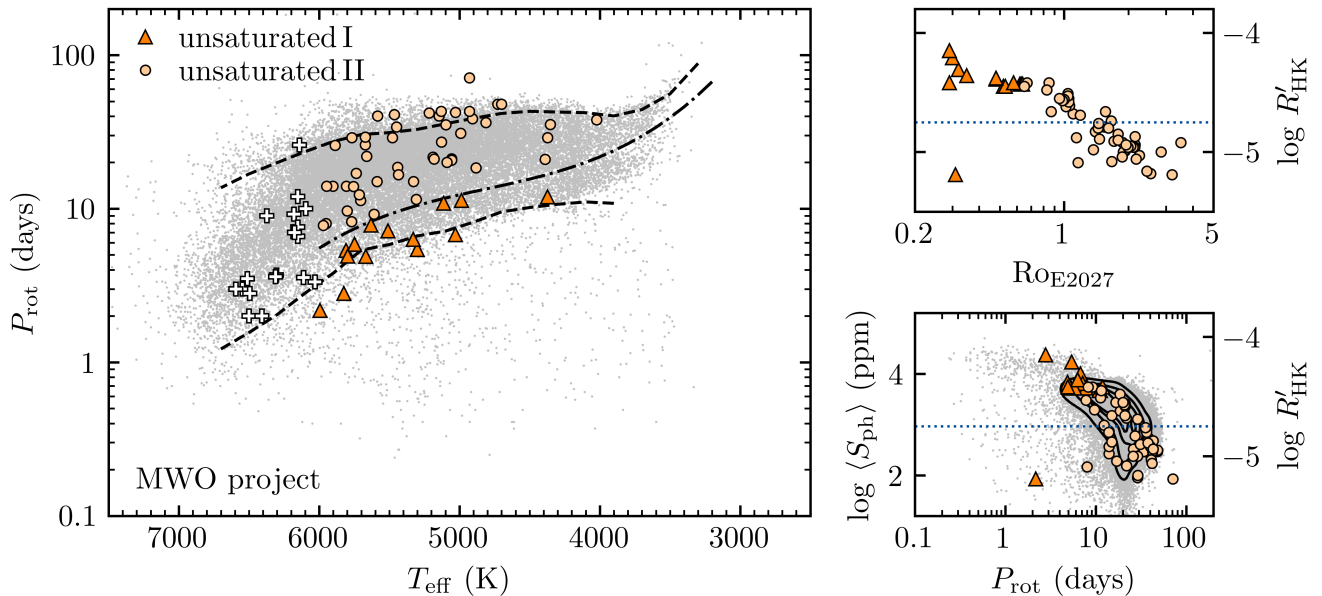 unsaturated I
unsaturated II
100
10
1
0.1
P_rot (days)
MWO project
7000 6000 5000 4000 3000
T_eff (K)
−4
−5
log R′_HK
0.2 1 5
Ro_E2027
4
2
log ⟨S_ph⟩ (ppm)
−4
−5
log R′_HK
0.1 1 10 100
P_rot (days)